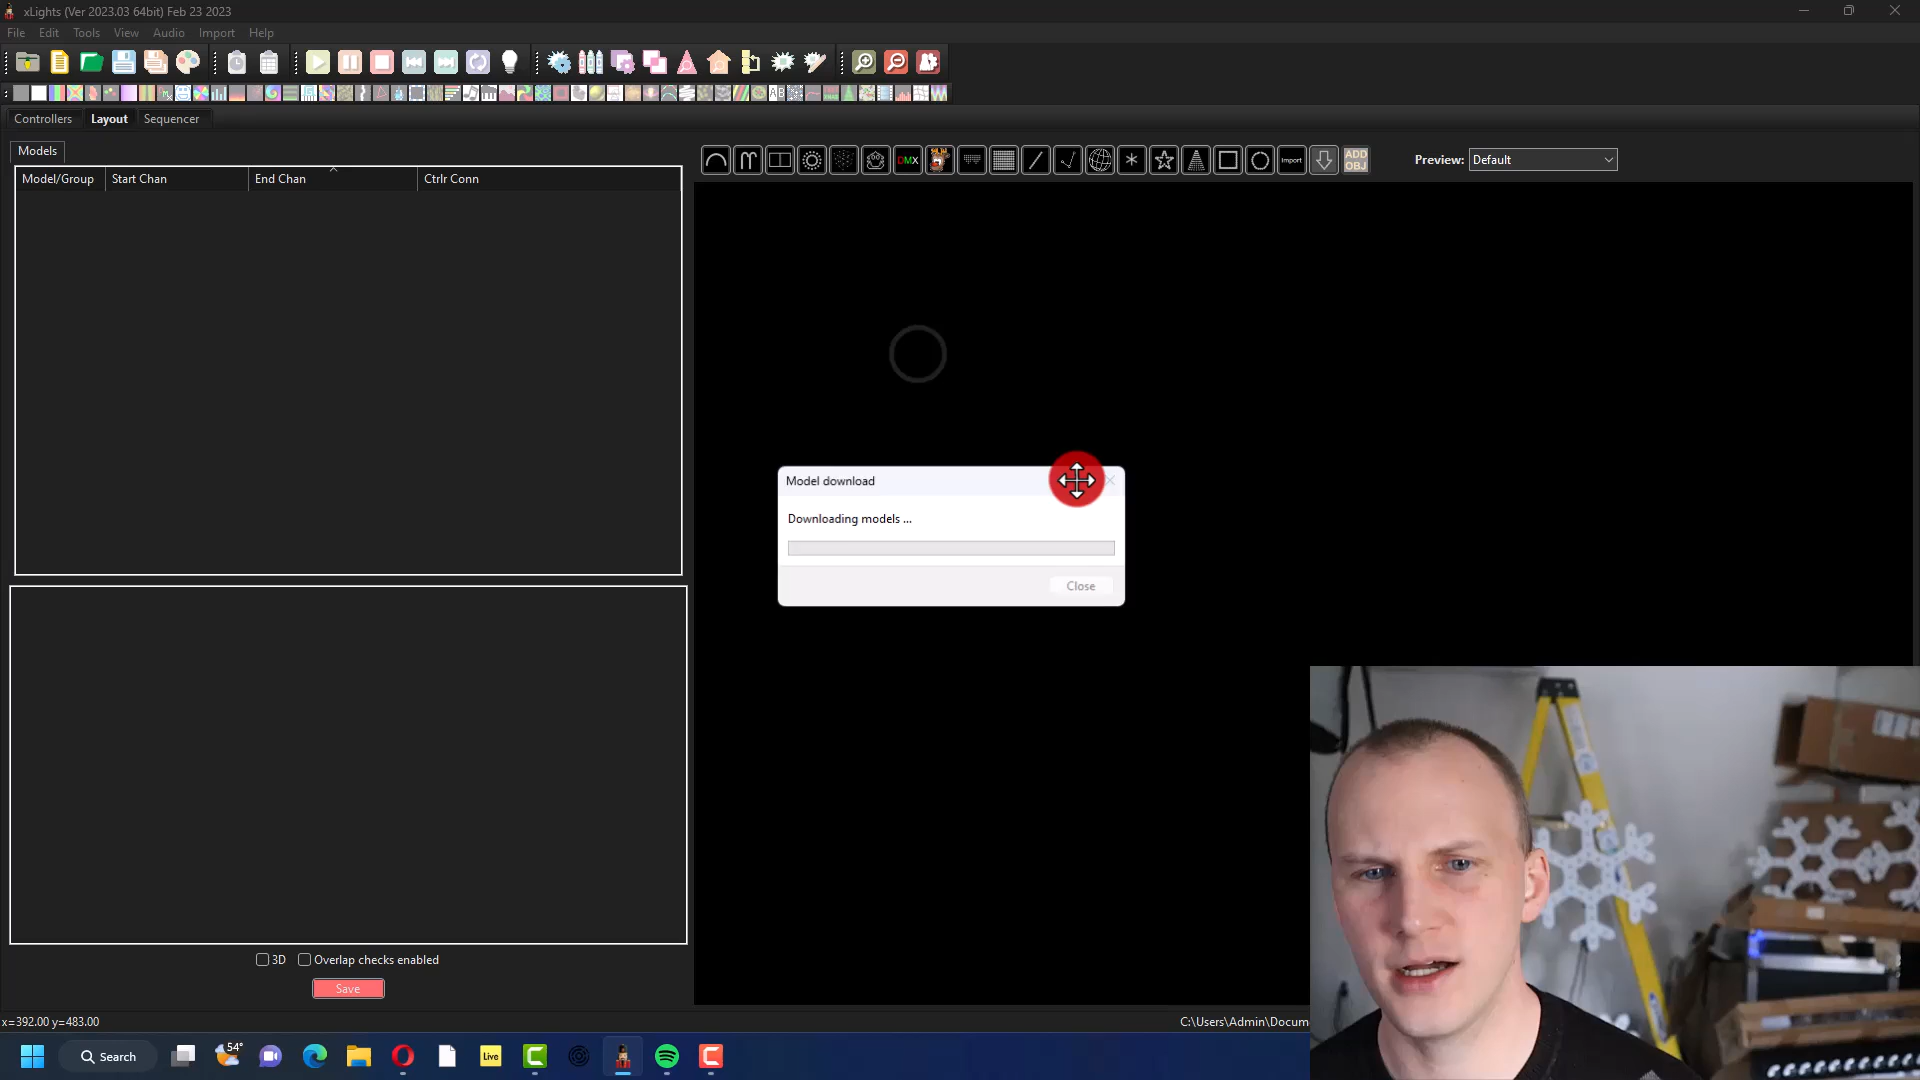 xLights (Ver 2023.03 64bit) Feb 23 2023
File Edit Tools View Audio Import Help
Controllers Layout Sequencer
Models
DMX
Import
ADD OBJ
Preview: Default
Model/Group Start Chan End Chan Ctrlr Conn
Model download
Downloading models ...
Close
3D Overlap checks enabled
Save
x=392.00 y=483.00
C:\Users\Admin\Docum
Search
54°
Live